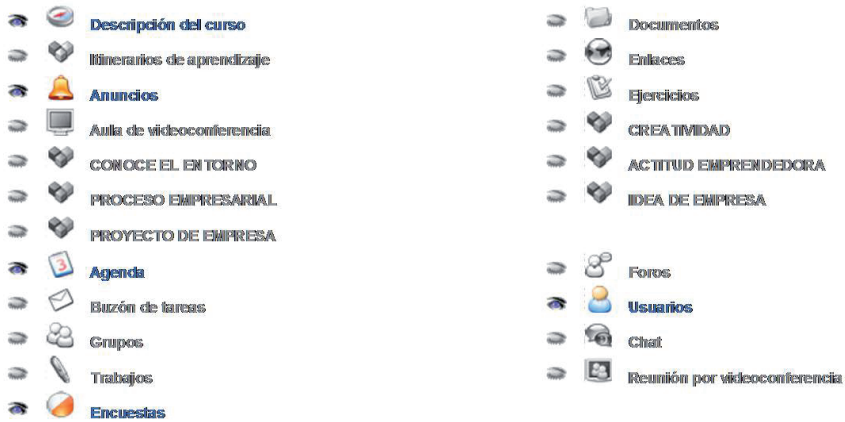 Descripción del curso
Documentos
Itinerarios de aprendizaje
Enlaces
Anuncios
Ejercicios
Aula de videoconferencia
CREATIVIDAD
CONOCE EL ENTORNO
ACTITUD EMPRENDEDORA
PROCESO EMPRESARIAL
IDEA DE EMPRESA
PROYECTO DE EMPRESA
Agenda
Foros
Buzón de tareas
Usuarios
Grupos
Chat
Trabajos
Reunión por videoconferencia
Encuestas